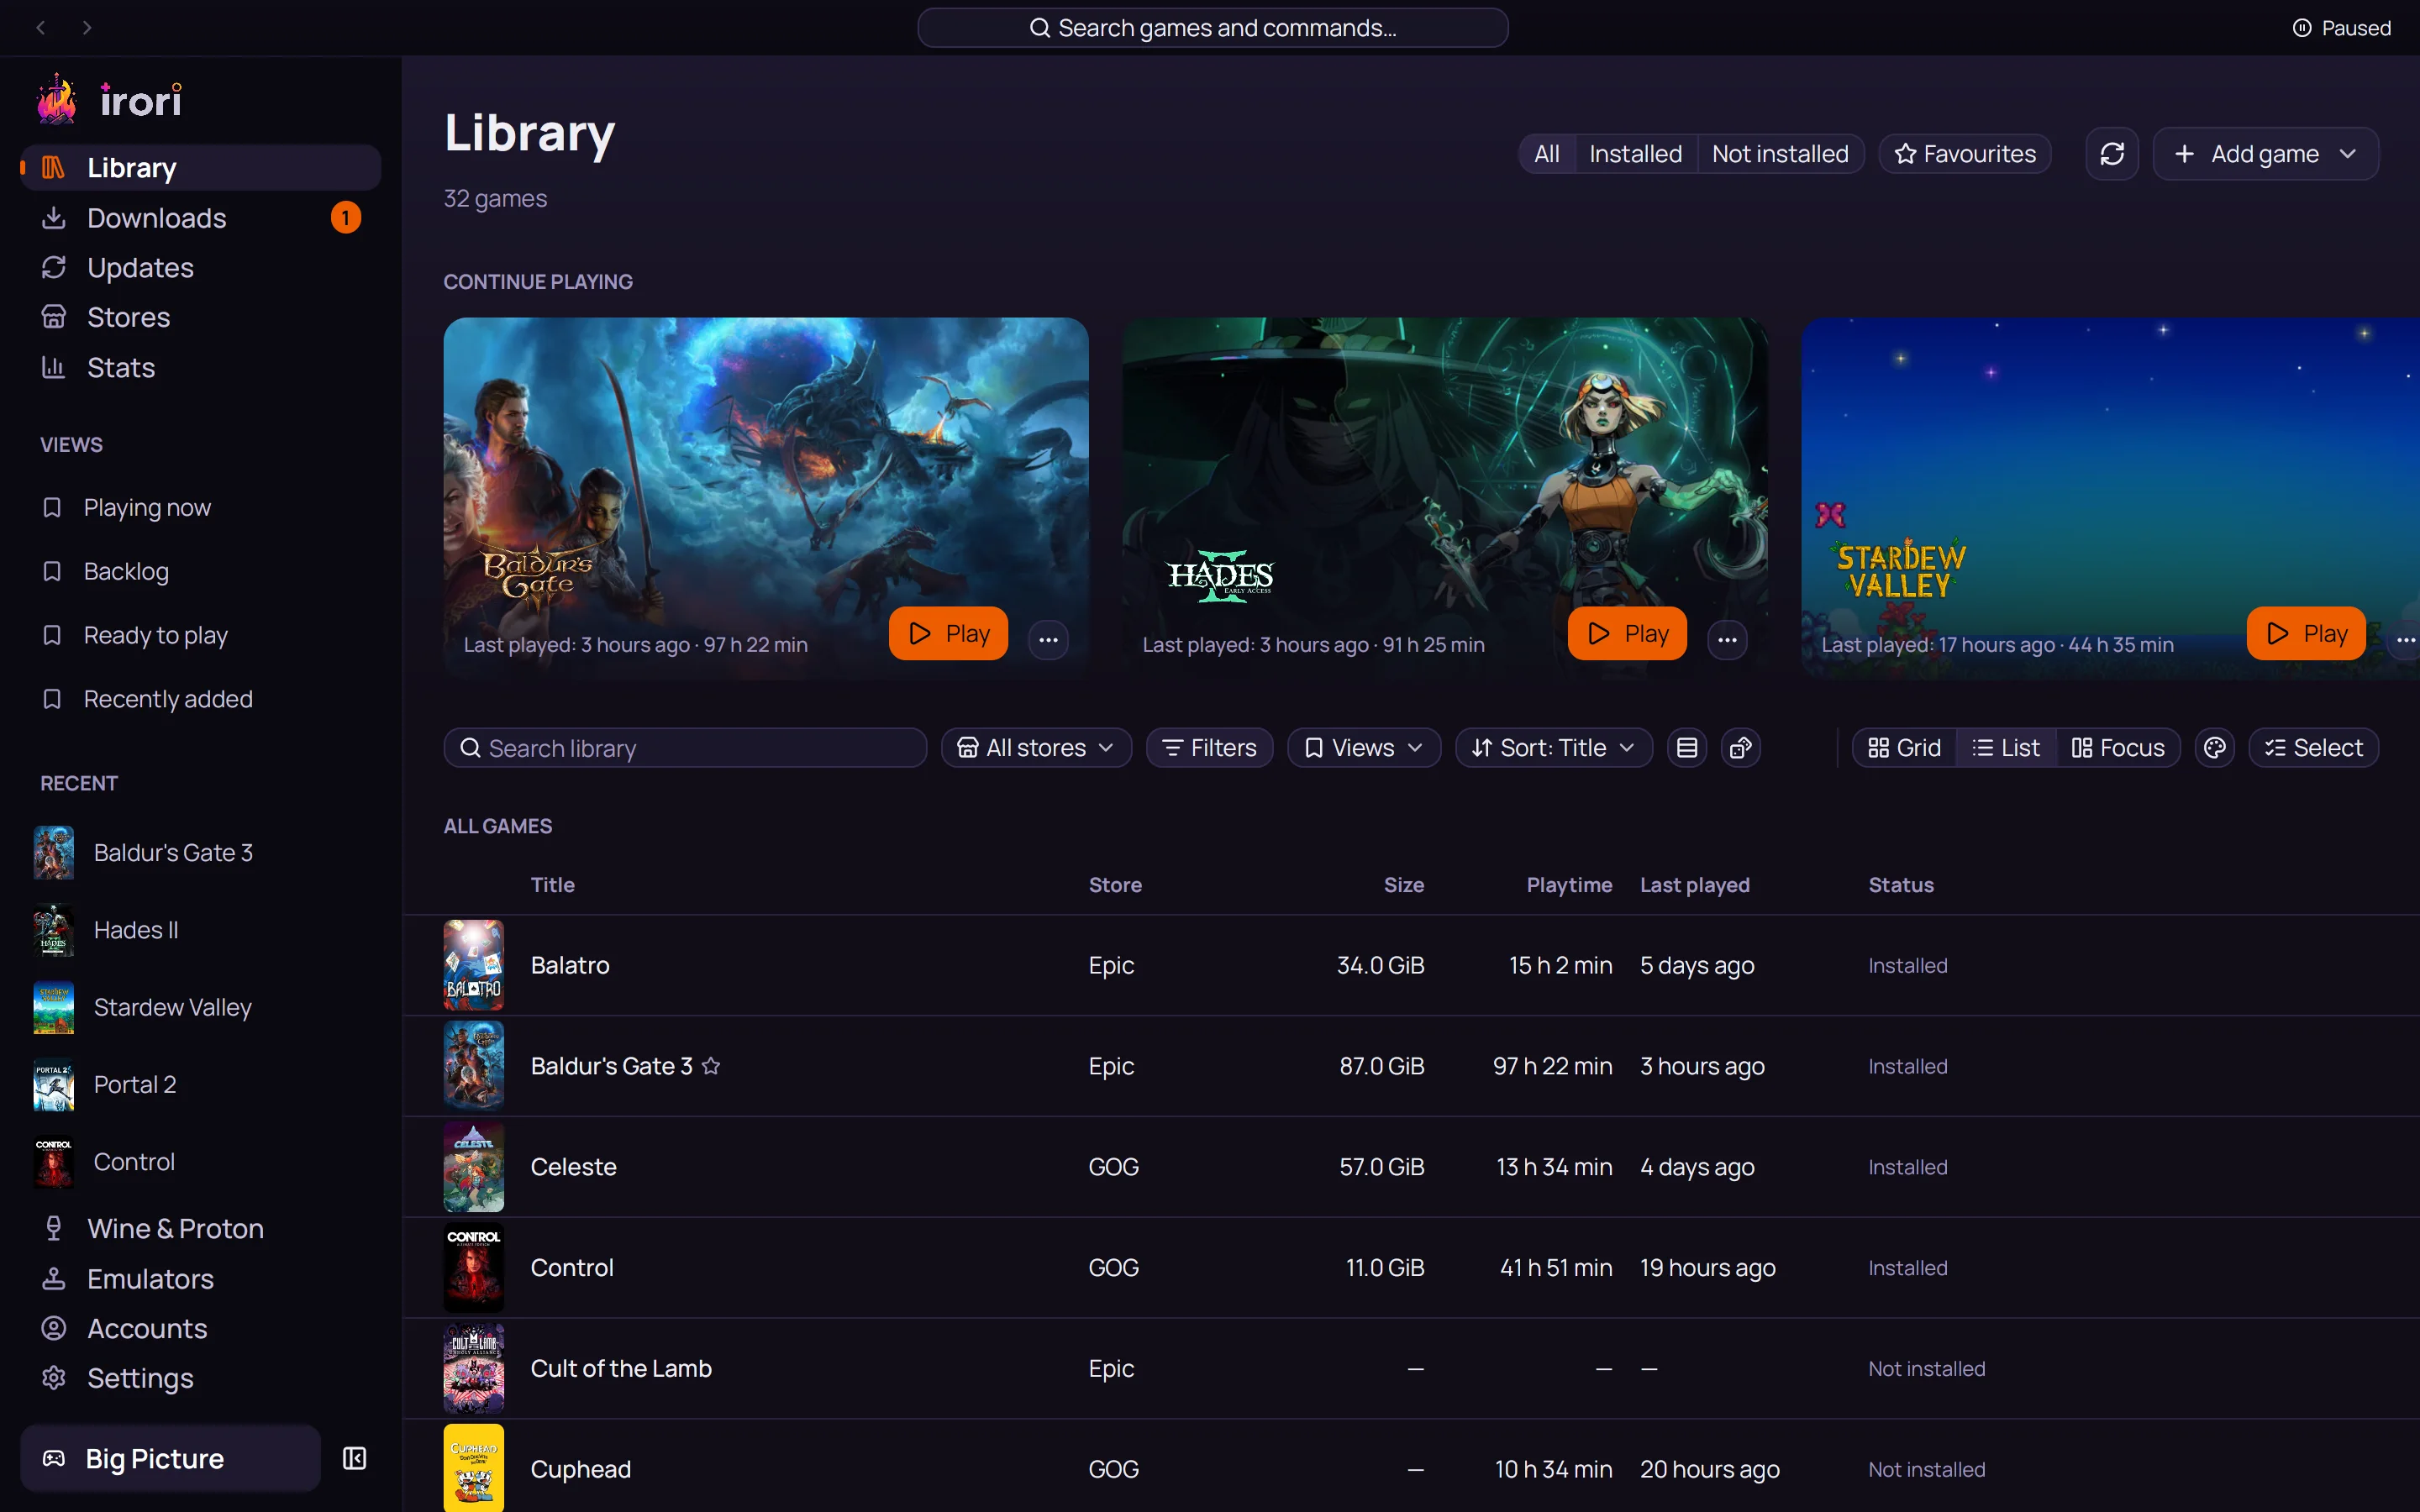 Search games and commands...
Paused
irori
Library
Downloads
1
Updates
Stores
Stats
VIEWS
Playing now
Backlog
Ready to play
Recently added
RECENT
Baldur's Gate 3
Hades II
Stardew Valley
Portal 2
Control
Wine & Proton
Emulators
Accounts
Settings
Big Picture
Library
32 games
All
Installed
Not installed
Favourites
Add game
CONTINUE PLAYING
BALDUR'S GATE
Last played: 3 hours ago · 97 h 22 min
Play
HADES II
EARLY ACCESS
Last played: 3 hours ago · 91 h 25 min
Play
STARDEW VALLEY
Last played: 17 hours ago · 44 h 35 min
Play
Search library
All stores
Filters
Views
Sort: Title
Grid
List
Focus
Select
ALL GAMES
Title Store Size Playtime Last played Status
Balatro Epic 34.0 GiB 15 h 2 min 5 days ago Installed
Baldur's Gate 3 Epic 87.0 GiB 97 h 22 min 3 hours ago Installed
Celeste GOG 57.0 GiB 13 h 34 min 4 days ago Installed
Control GOG 11.0 GiB 41 h 51 min 19 hours ago Installed
Cult of the Lamb Epic — — — Not installed
Cuphead GOG — 10 h 34 min 20 hours ago Not installed